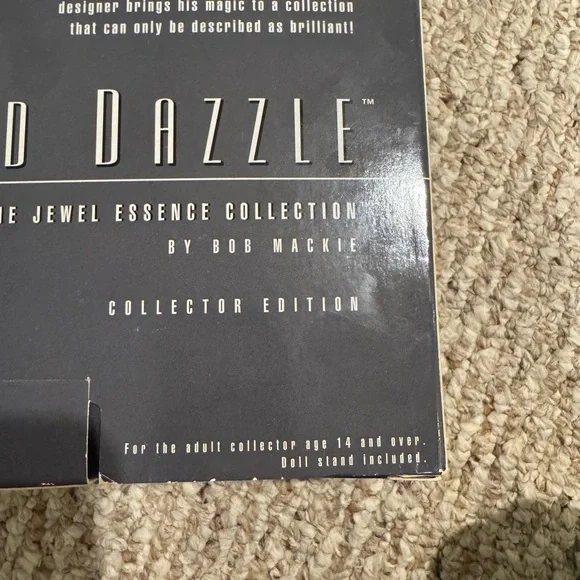 designer brings his magic to a collection
that can only be described as brilliant!
D DAZZLE™
JEWEL ESSENCE COLLECTION
BY BOB MACKIE
COLLECTOR EDITION
For the adult collector age 14 and over.
Doll stand included.